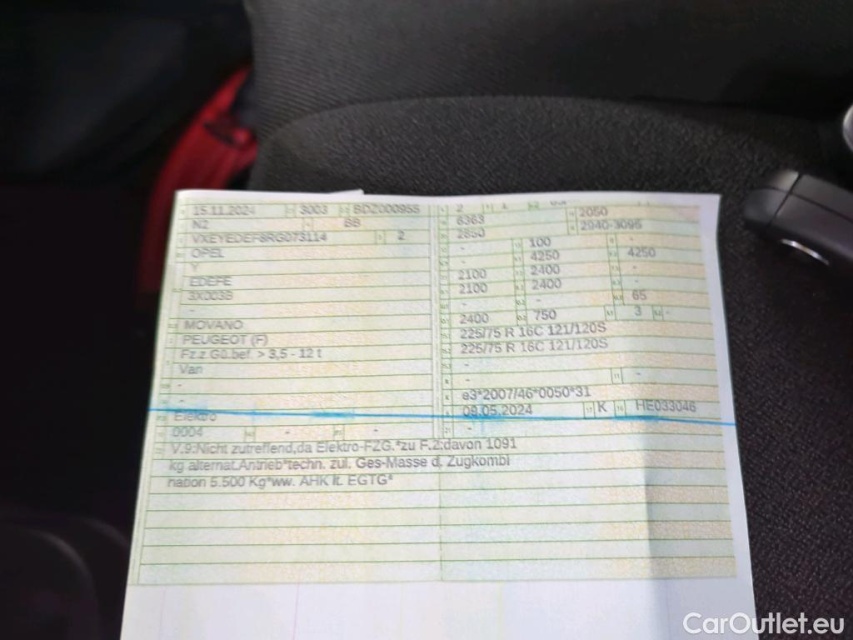 15.11.2024 3003 BDZ000955 2 1
N2 BB 6363 2050
VXEYEDEF8RG073114 2 2850 2940-3095
OPEL - 100 -
Y - 4250 4250
EDEFE 2100 2400 -
3X003B 2100 2400 -
- - - 65
MOVANO 2400 750 3 -
PEUGEOT (F) 225/75 R 16C 121/120S
Fz.z.Gü.bef. > 3,5 - 12 t 225/75 R 16C 121/120S
Van -
- - -
- e3*2007/46*0050*31
Elektro 08.05.2024 K HE033046
0004 - - -
V.9:Nicht zutreffend,da Elektro-FZG.*zu F.2:davon 1091
kg alternat.Antrieb*techn. zul. Ges-Masse d. Zugkombi
nation 5.500 Kg*ww. AHK lt. EGTG*
CarOutlet.eu